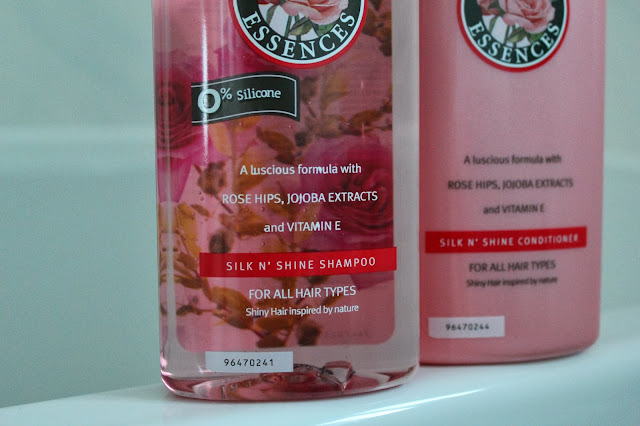 ESSENCES
0% Silicone
A luscious formula with
ROSE HIPS, JOJOBA EXTRACTS
and VITAMIN E
SILK N' SHINE SHAMPOO
FOR ALL HAIR TYPES
Shiny Hair inspired by nature
96470241
ESSENCES
A luscious formula with
ROSE HIPS, JOJOBA EXTRACTS
and VITAMIN E
SILK N' SHINE CONDITIONER
FOR ALL HAIR TYPES
Shiny Hair inspired by nature
96470244